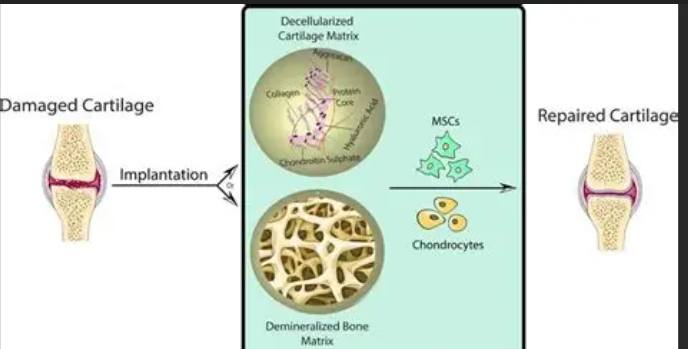 Decellularized
Cartilage Matrix
Aggrecan
Collagen
Protein
Core
Hyaluronic Acid
Chondroitin Sulphate
Damaged Cartilage
Implantation
Or
MSCs
Chondrocytes
Repaired Cartilage
Demineralized Bone
Matrix